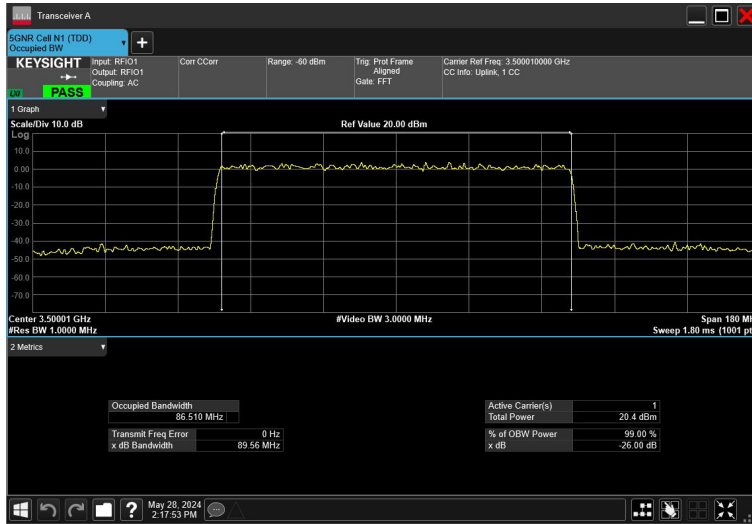 Transceiver A
5GNR Cell N1 (TDD)
Occupied BW
KEYSIGHT
LXI
PASS
Input: RFIO1
Output: RFIO1
Coupling: AC
Corr CCorr
Range: -60 dBm
Trig: Prot Frame
Aligned
Gate: FFT
Carrier Ref Freq: 3.500010000 GHz
CC Info: Uplink, 1 CC
1 Graph
Scale/Div 10.0 dB
Ref Value 20.00 dBm
Log
10.0
0.00
-10.0
-20.0
-30.0
-40.0
-50.0
-60.0
-70.0
Center 3.50001 GHz
#Video BW 3.0000 MHz
Span 180 MH
#Res BW 1.0000 MHz
Sweep 1.80 ms (1001 pt
2 Metrics
Occupied Bandwidth
86.510 MHz
Transmit Freq Error 0 Hz
x dB Bandwidth 89.56 MHz
Active Carrier(s) 1
Total Power 20.4 dBm
% of OBW Power 99.00 %
x dB -26.00 dB
?
May 28, 2024
2:17:53 PM